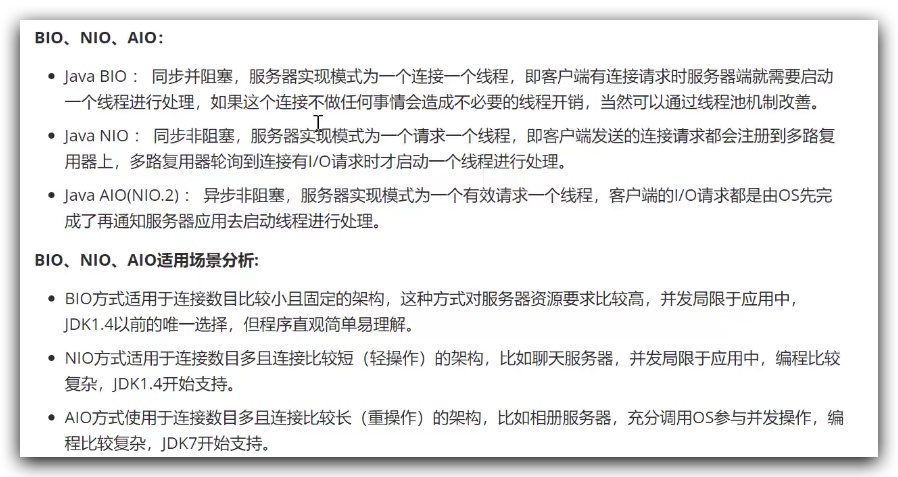 BIO、NIO、AIO：
• Java BIO ： 同步并阻塞，服务器实现模式为一个连接一个线程，即客户端有连接请求时服务器端就需要启动
一个线程进行处理，如果这个连接不做任何事情会造成不必要的线程开销，当然可以通过线程池机制改善。
• Java NIO ： 同步非阻塞，服务器实现模式为一个请求一个线程，即客户端发送的连接请求都会注册到多路复
用器上，多路复用器轮询到连接有I/O请求时才启动一个线程进行处理。
• Java AIO(NIO.2) ： 异步非阻塞，服务器实现模式为一个有效请求一个线程，客户端的I/O请求都是由OS先完
成了再通知服务器应用去启动线程进行处理。
BIO、NIO、AIO适用场景分析:
• BIO方式适用于连接数目比较小且固定的架构，这种方式对服务器资源要求比较高，并发局限于应用中，
JDK1.4以前的唯一选择，但程序直观简单易理解。
• NIO方式适用于连接数目多且连接比较短（轻操作）的架构，比如聊天服务器，并发局限于应用中，编程比较
复杂，JDK1.4开始支持。
• AIO方式使用于连接数目多且连接比较长（重操作）的架构，比如相册服务器，充分调用OS参与并发操作，编
程比较复杂，JDK7开始支持。